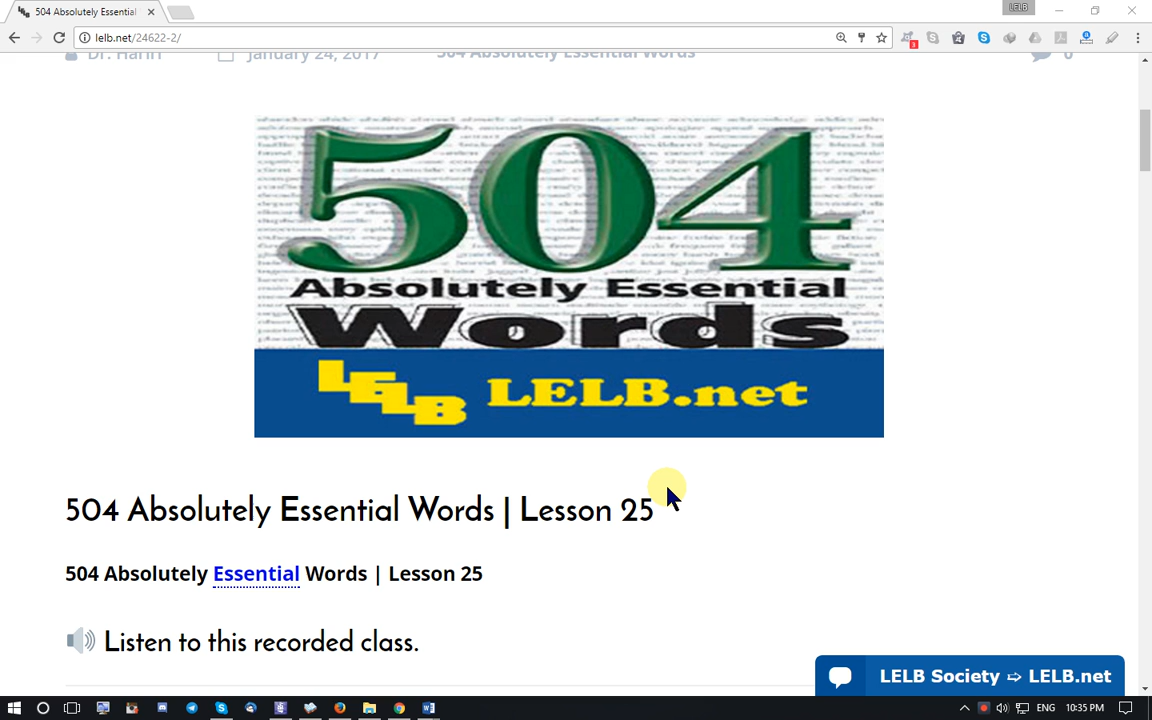 504 Absolutely Essential
LELB
lelb.net/24622-2/
Dr. Hariri January 24, 2017 504 Absolutely Essential Words 0
504
Absolutely Essential
Words
LELB LELB.net
504 Absolutely Essential Words | Lesson 25
504 Absolutely Essential Words | Lesson 25
Listen to this recorded class.
LELB Society ⇨ LELB.net
ENG 10:35 PM